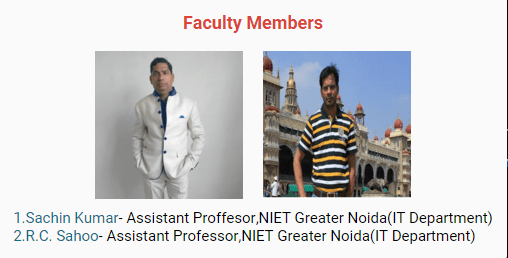 Faculty Members
1.Sachin Kumar- Assistant Proffesor,NIET Greater Noida(IT Department)
2.R.C. Sahoo- Assistant Professor,NIET Greater Noida(IT Department)